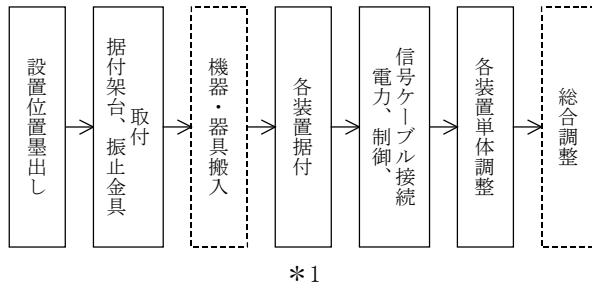 設置位置墨出し
据付架台、振止金具
取付
機器・器具搬入
各装置据付
電力、制御、
信号ケーブル接続
各装置単体調整
総合調整
＊1